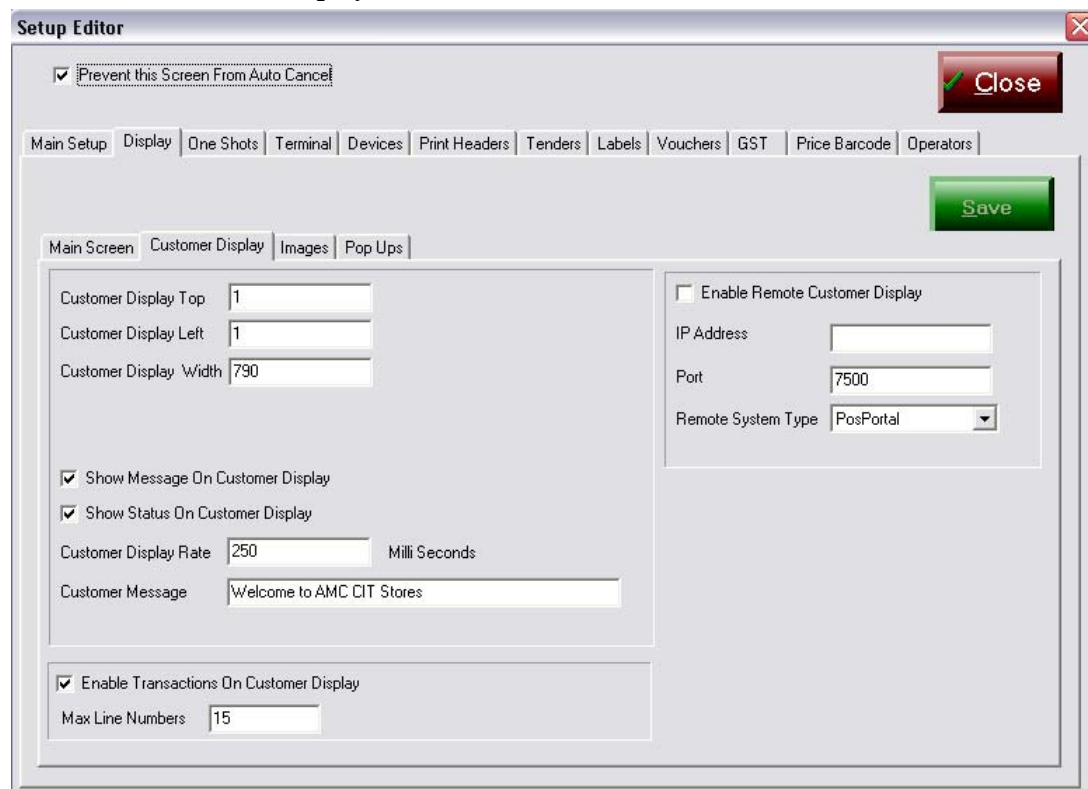 Setup Editor
Prevent this Screen From Auto Cancel
Close
Main Setup Display One Shots Terminal Devices Print Headers Tenders Labels Vouchers GST Price Barcode Operators
Save
Main Screen Customer Display Images Pop Ups
Customer Display Top 1
Customer Display Left 1
Customer Display Width 790
Show Message On Customer Display
Show Status On Customer Display
Customer Display Rate 250 Milli Seconds
Customer Message Welcome to AMC CIT Stores
Enable Transactions On Customer Display
Max Line Numbers 15
Enable Remote Customer Display
IP Address
Port 7500
Remote System Type PosPortal